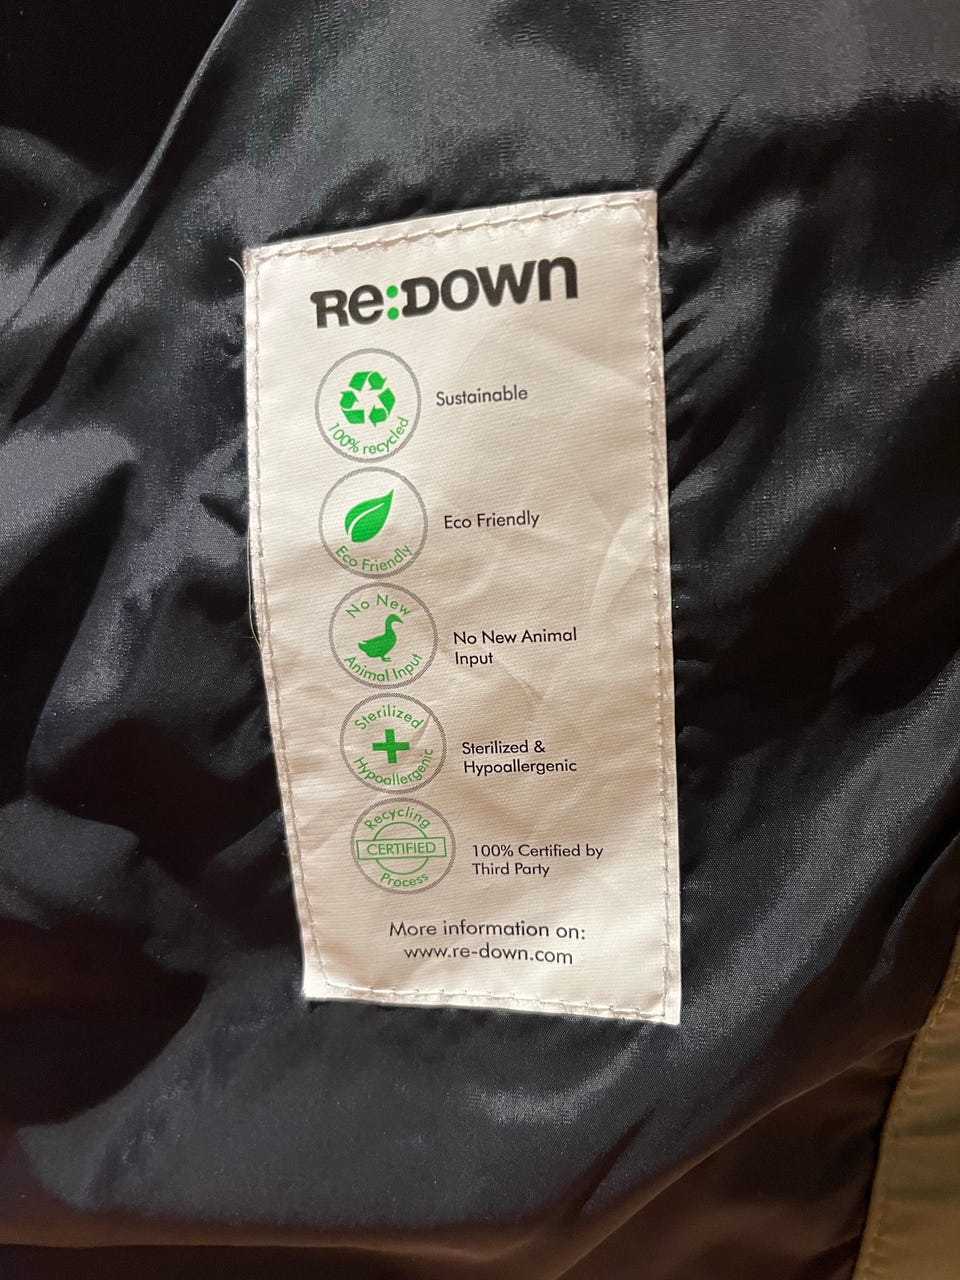 Re:DOWN
100% recycled
Sustainable
Eco Friendly
Eco Friendly
No New
Animal Input
No New Animal
Input
Sterilized
Hypoallergenic
Sterilized &
Hypoallergenic
Recycling
CERTIFIED
Process
100% Certified by
Third Party
More information on:
www.re-down.com